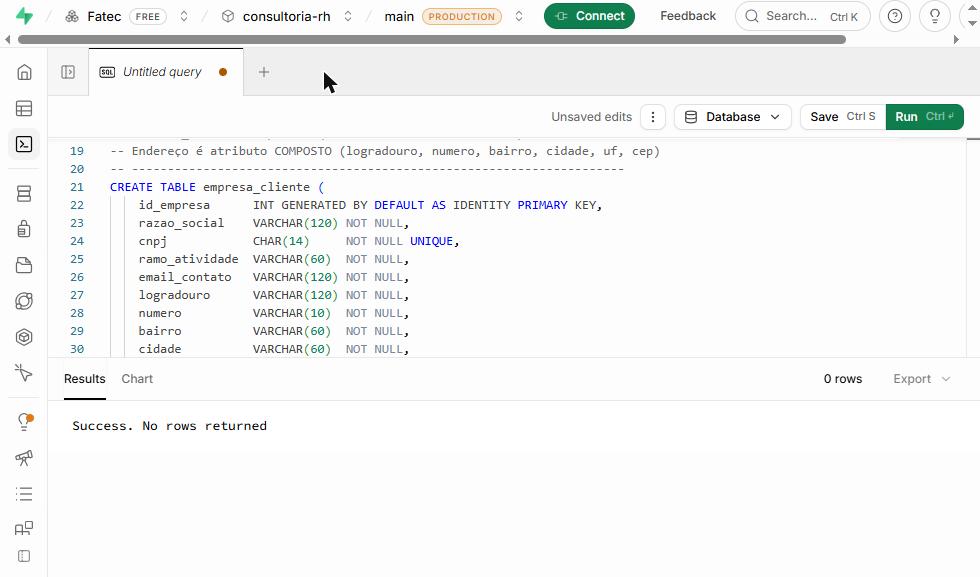 Fatec FREE / consultoria-rh / main PRODUCTION Connect Feedback Search... Ctrl K
SQL Untitled query
Unsaved edits Database Save Ctrl S Run Ctrl ↵
19 -- Endereço é atributo COMPOSTO (logradouro, numero, bairro, cidade, uf, cep)
20 -- ---------------------------------------------------------------------
21 CREATE TABLE empresa_cliente (
22 id_empresa INT GENERATED BY DEFAULT AS IDENTITY PRIMARY KEY,
23 razao_social VARCHAR(120) NOT NULL,
24 cnpj CHAR(14) NOT NULL UNIQUE,
25 ramo_atividade VARCHAR(60) NOT NULL,
26 email_contato VARCHAR(120) NOT NULL,
27 logradouro VARCHAR(120) NOT NULL,
28 numero VARCHAR(10) NOT NULL,
29 bairro VARCHAR(60) NOT NULL,
30 cidade VARCHAR(60) NOT NULL,
Results Chart 0 rows Export
Success. No rows returned